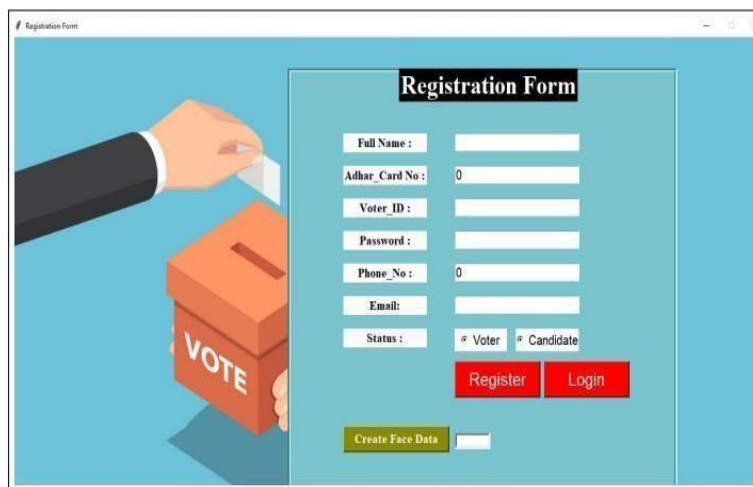 Registration Form
Registration Form
Full Name :
Adhar_Card No : 0
Voter_ID :
Password :
Phone_No : 0
Email:
Status : Voter Candidate
Register Login
VOTE
Create Face Data